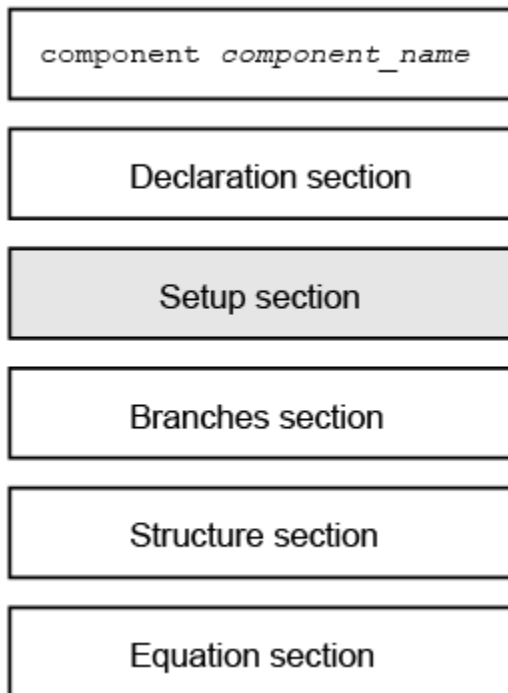 component component_name
Declaration section
Setup section
Branches section
Structure section
Equation section